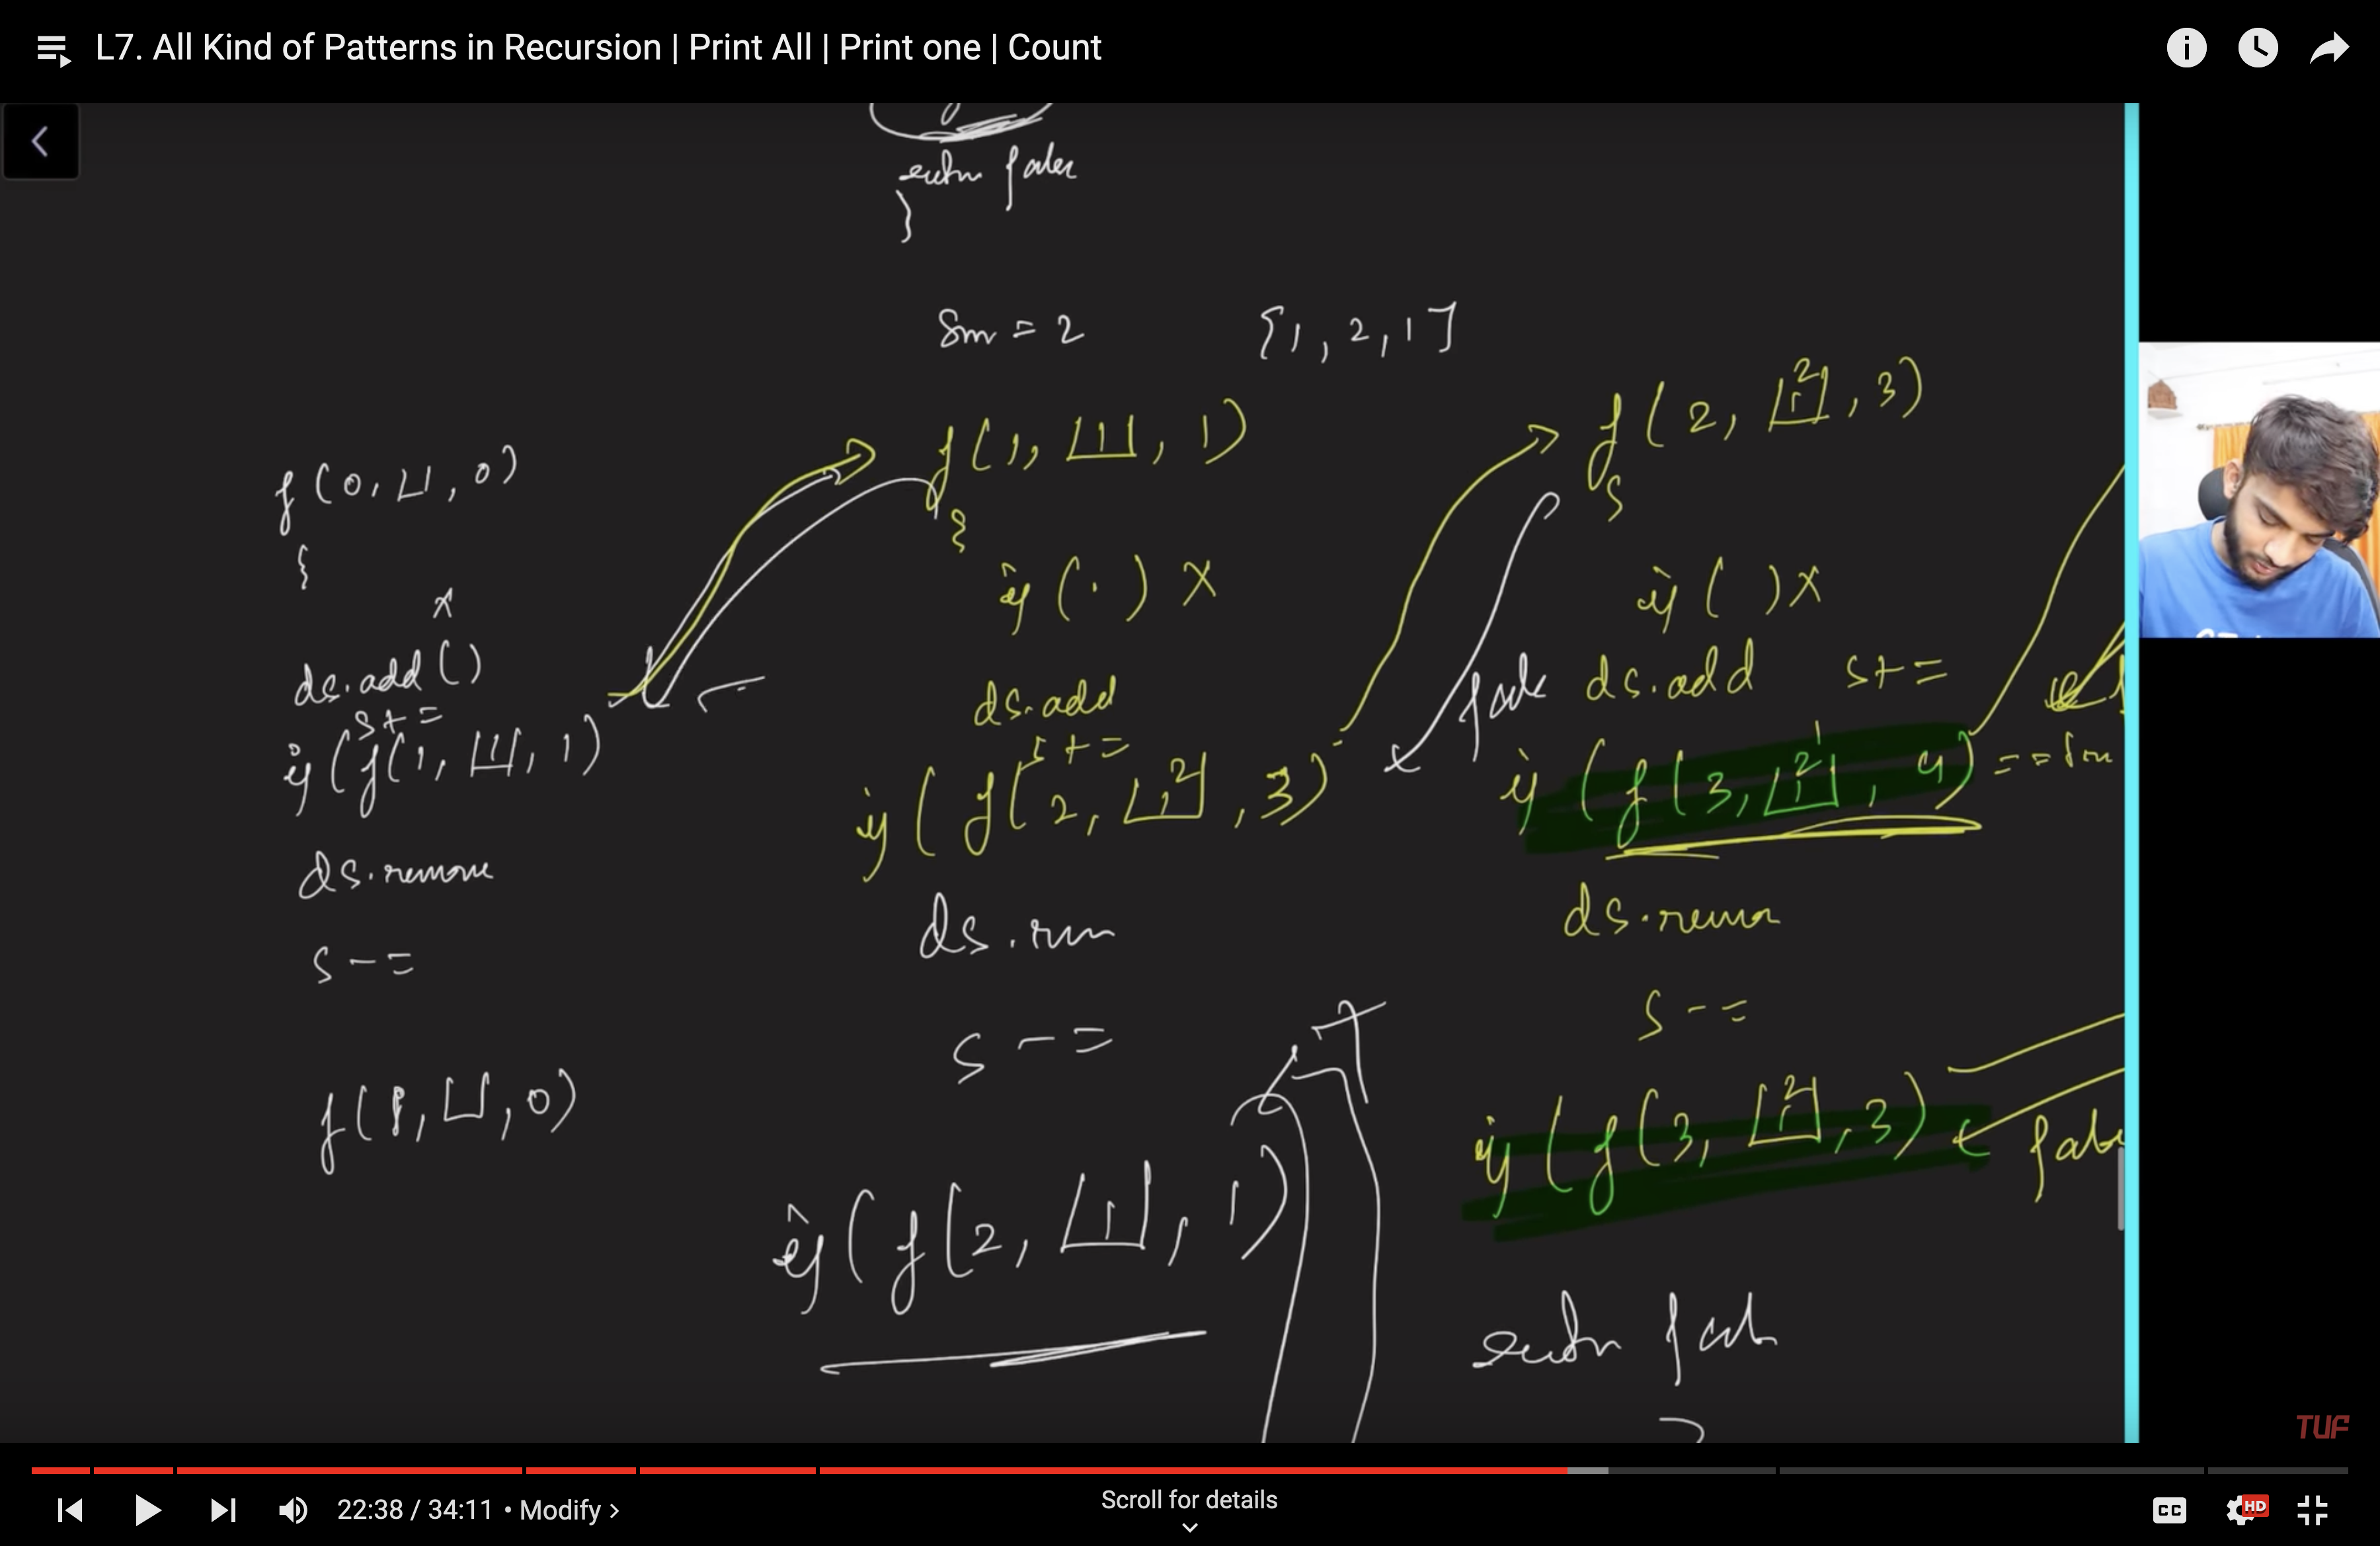 L7. All Kind of Patterns in Recursion | Print All | Print one | Count
return false
}
Sum = 2 [1, 2, 1]
f(0, [], 0)
{
x
ds.add()
s+=
if(f(1, [1], 1)
ds.remove
s-=
f(1, [], 0)
f(1, [1], 1)
{
if(.) x
ds.add
s+=
if(f(2, [1,2], 3)
ds.rem
s-=
if(f(2, [1], 1)
f(2, [1,2], 3)
{
if( ) x
false
ds.add s+=
if(f(3, [1,2,1], 4) ==sum
ds.remo
s-=
if(f(3, [1,2], 3) false
return false
TUF
22:38 / 34:11 • Modify >
Scroll for details
CC
HD